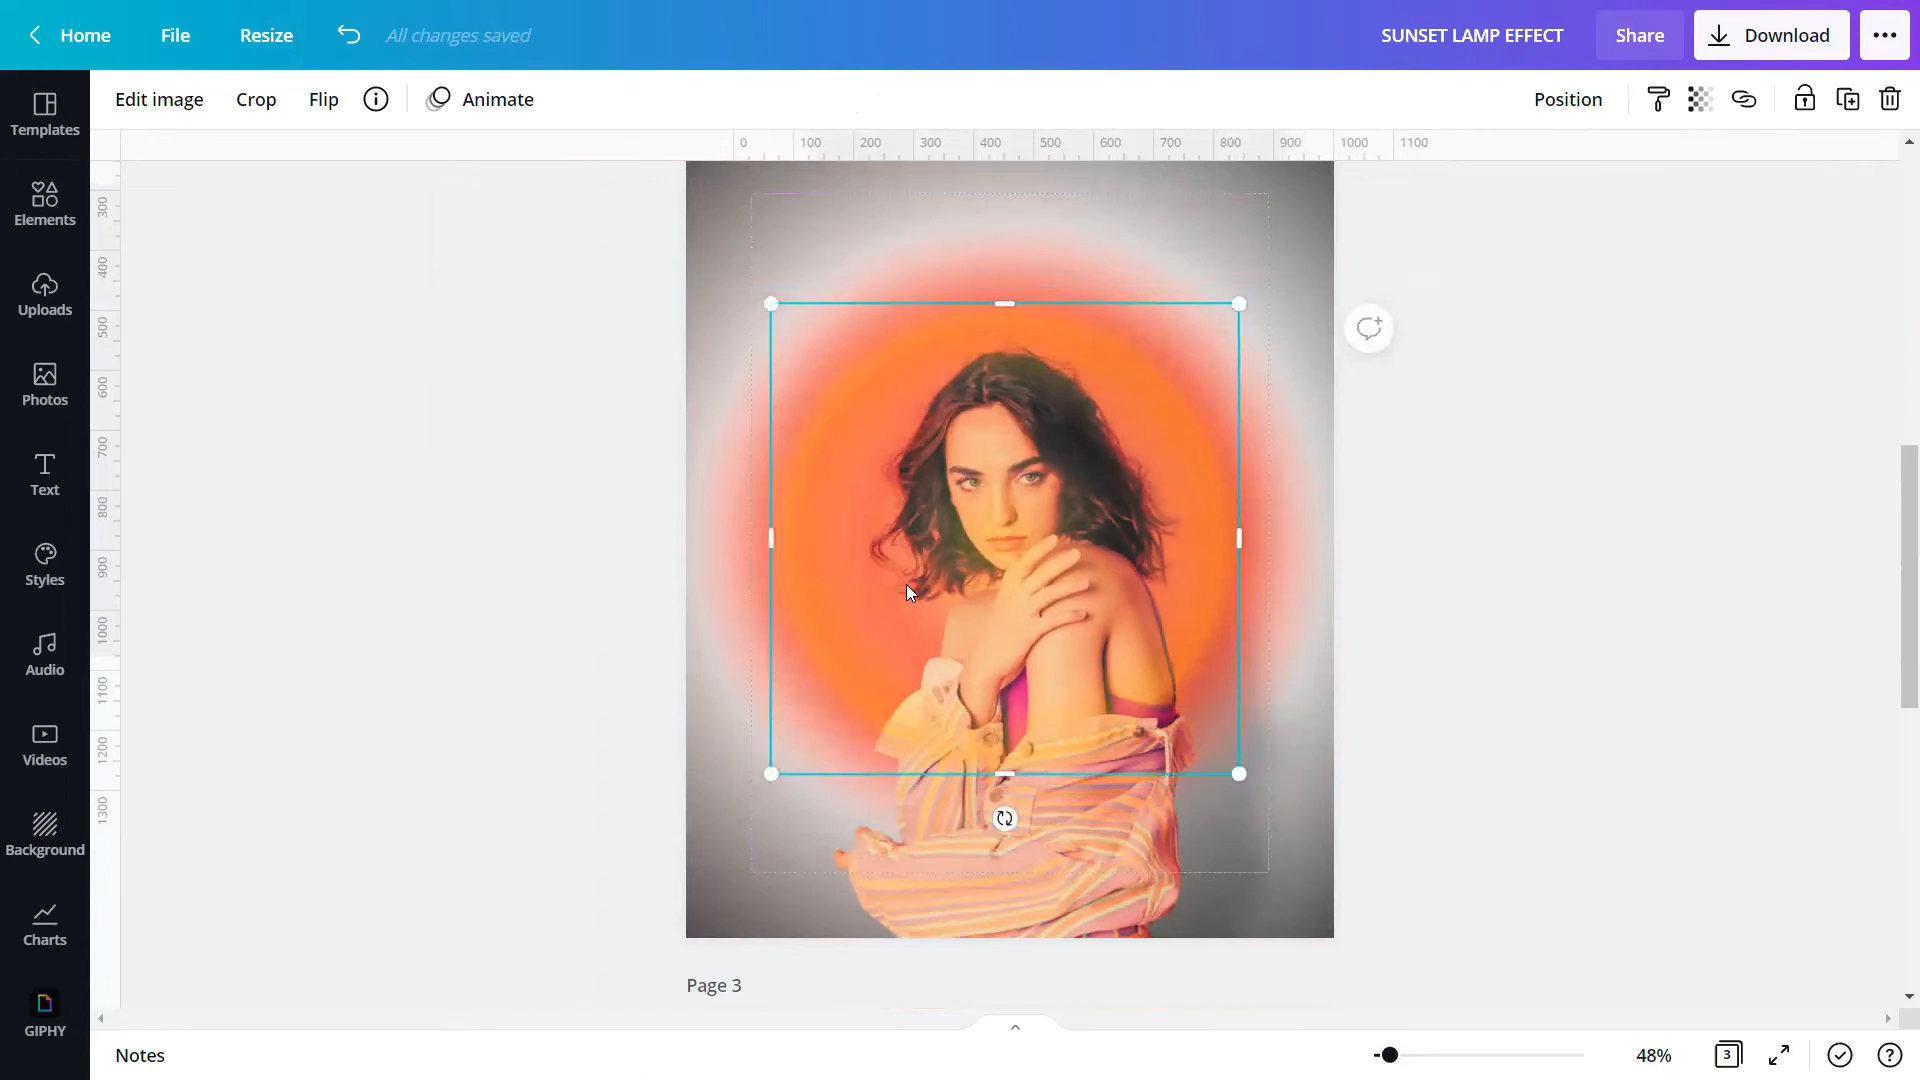 Home File Resize All changes saved SUNSET LAMP EFFECT Share Download
Edit image Crop Flip Animate Position
0 100 200 300 400 500 600 700 800 900 1000 1100
300
400
500
600
700
800
900
1000
1100
1200
1300
Templates
Elements
Uploads
Photos
Text
Styles
Audio
Videos
Background
Charts
GIPHY
Page 3
Notes 48% 3